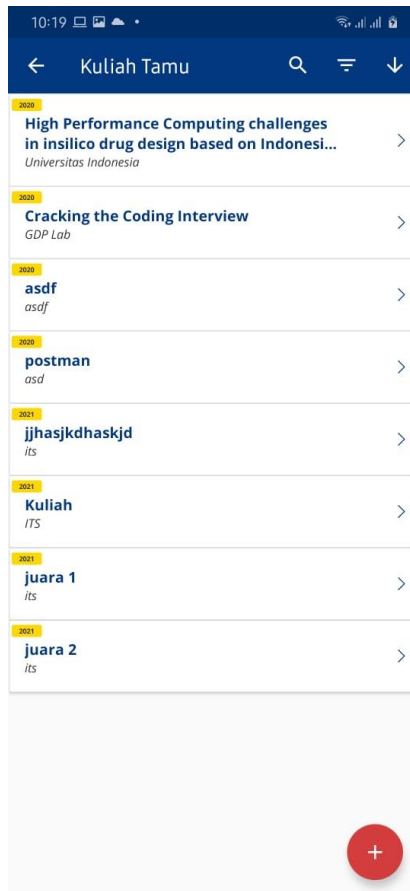 10:19
Kuliah Tamu
2020
High Performance Computing challenges
in insilico drug design based on Indonesi...
Universitas Indonesia
2020
Cracking the Coding Interview
GDP Lab
2020
asdf
asdf
2020
postman
asd
2021
jjhasjkdhaskjd
its
2021
Kuliah
ITS
2021
juara 1
its
2021
juara 2
its